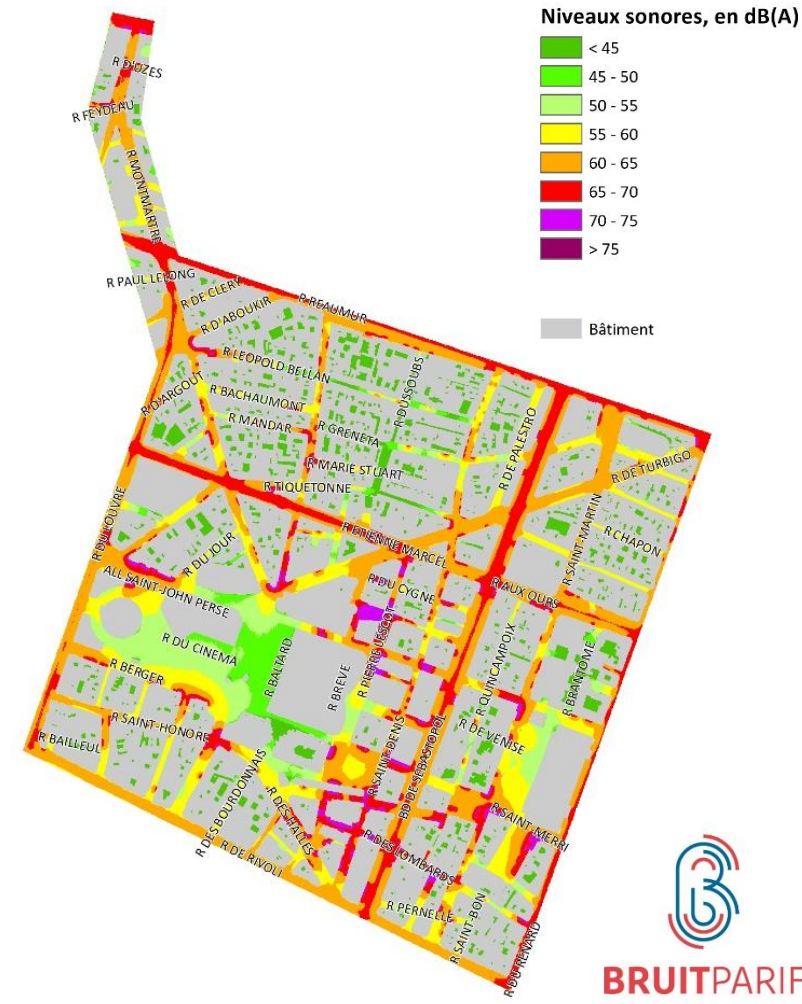 Niveaux sonores, en dB(A)
< 45
45 - 50
50 - 55
55 - 60
60 - 65
65 - 70
70 - 75
> 75
Bâtiment
R D'UZES
R FEYDEAU
R MONTMARTRE
R PAUL LELONG
R DE CLERY
R REAUMUR
R D'ABOUKIR
R LEOPOLD BELLAN
R DUSSOUBS
R D'ARGOUT
R BACHAUMONT
R MANDAR
R GRENETA
R DE PALESTRO
R MARIE STUART
R DE TURBIGO
R TIQUETONNE
R DU LOUVRE
R SAINT-MARTIN
R ETIENNE MARCEL
R CHAPON
R DU JOUR
ALL SAINT-JOHN PERSE
R DU CYGNE
R AUX OURS
R DU CINEMA
R BALTARD
R BREVE
R PIERRE LESCOT
R QUINCAMPOIX
R BRANTOME
R BERGER
R SAINT-HONORE
R BAILLEUL
R SAINT-DENIS
BD DE SEBASTOPOL
R DE VENISE
R DES BOURDONNAIS
R DES HALLES
R SAINT-MERRI
R DE RIVOLI
R DES LOMBARDS
R PERNELLE
R SAINT-BON
R DU RENARD
BRUITPARIF